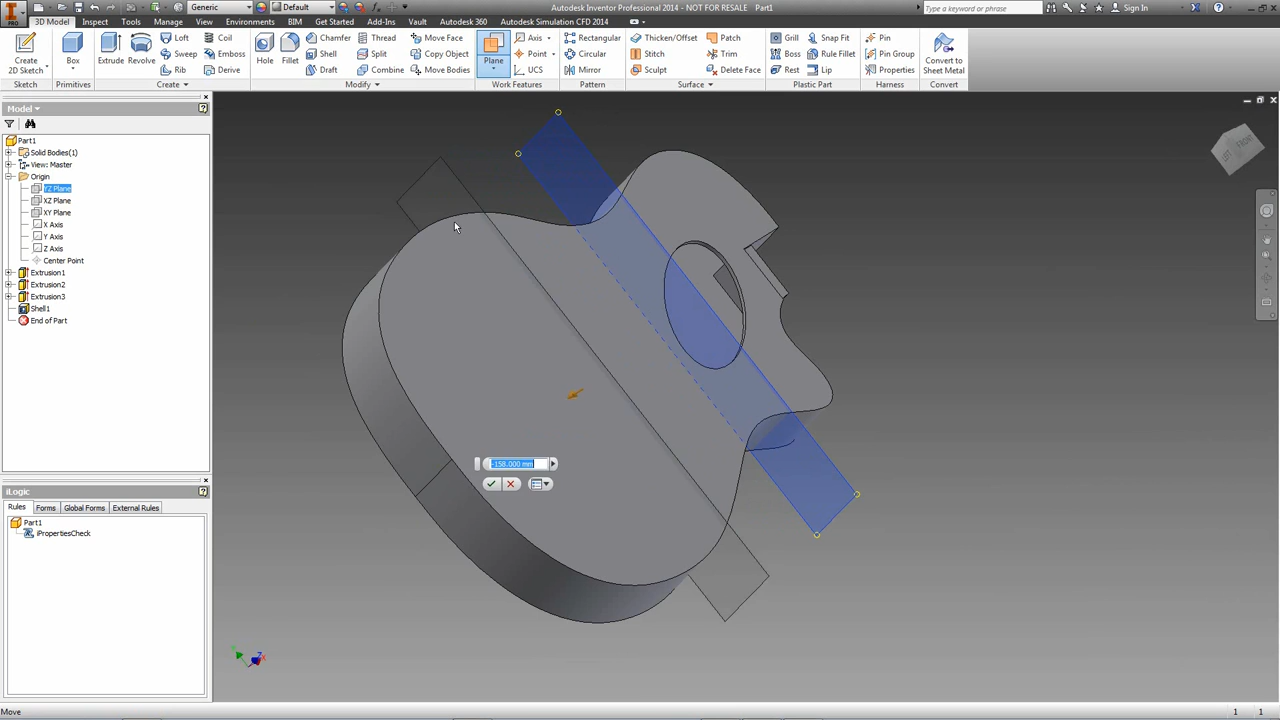 Generic
Default
Autodesk Inventor Professional 2014 - NOT FOR RESALE Part1
Type a keyword or phrase
Sign In
PRO
3D Model
Inspect
Tools
Manage
View
Environments
BIM
Get Started
Add-Ins
Vault
Autodesk 360
Autodesk Simulation CFD 2014
Create
2D Sketch
Box
Extrude
Revolve
Loft
Sweep
Rib
Coil
Emboss
Derive
Hole
Fillet
Chamfer
Shell
Draft
Thread
Split
Combine
Move Face
Copy Object
Move Bodies
Plane
Axis
Point
UCS
Rectangular
Circular
Mirror
Thicken/Offset
Stitch
Sculpt
Patch
Trim
Delete Face
Grill
Boss
Rest
Snap Fit
Rule Fillet
Lip
Pin
Pin Group
Properties
Convert to
Sheet Metal
Sketch
Primitives
Create
Modify
Work Features
Pattern
Surface
Plastic Part
Harness
Convert
Model
Part1
Solid Bodies(1)
View: Master
Origin
YZ Plane
XZ Plane
XY Plane
X Axis
Y Axis
Z Axis
Center Point
Extrusion1
Extrusion2
Extrusion3
Shell1
End of Part
-158.000 mm
iLogic
Rules
Forms
Global Forms
External Rules
Part1
iPropertiesCheck
Move
1
1